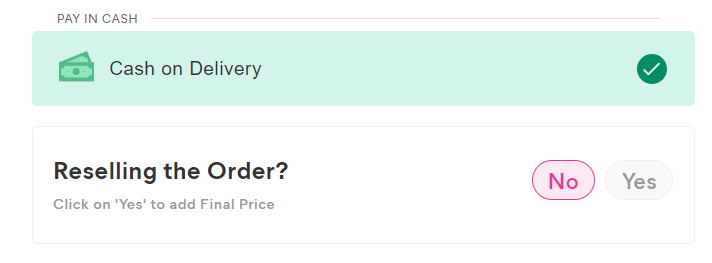 PAY IN CASH
Cash on Delivery
Reselling the Order?
No Yes
Click on 'Yes' to add Final Price